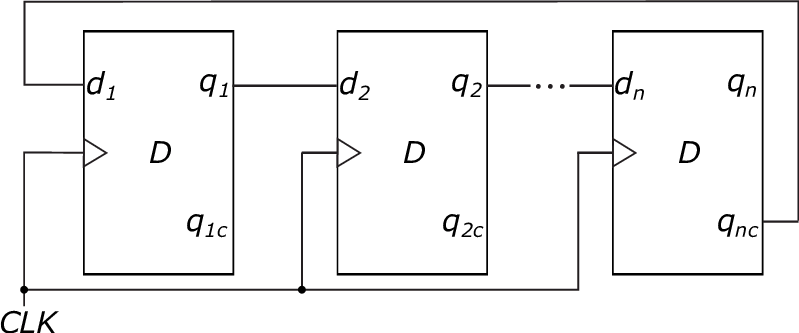 d1 q1 d2 q2 ... dn qn
D D D
q1c q2c qnc
CLK